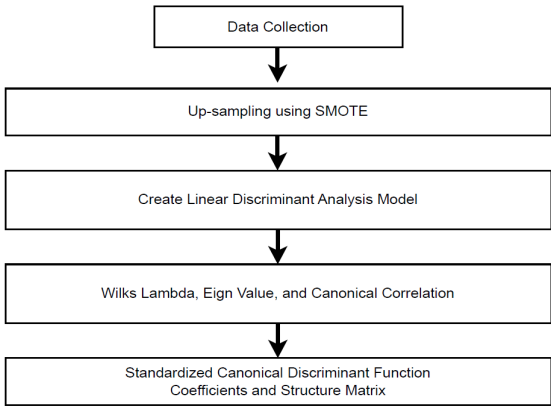 Data Collection
Up-sampling using SMOTE
Create Linear Discriminant Analysis Model
Wilks Lambda, Eign Value, and Canonical Correlation
Standardized Canonical Discriminant Function
Coefficients and Structure Matrix